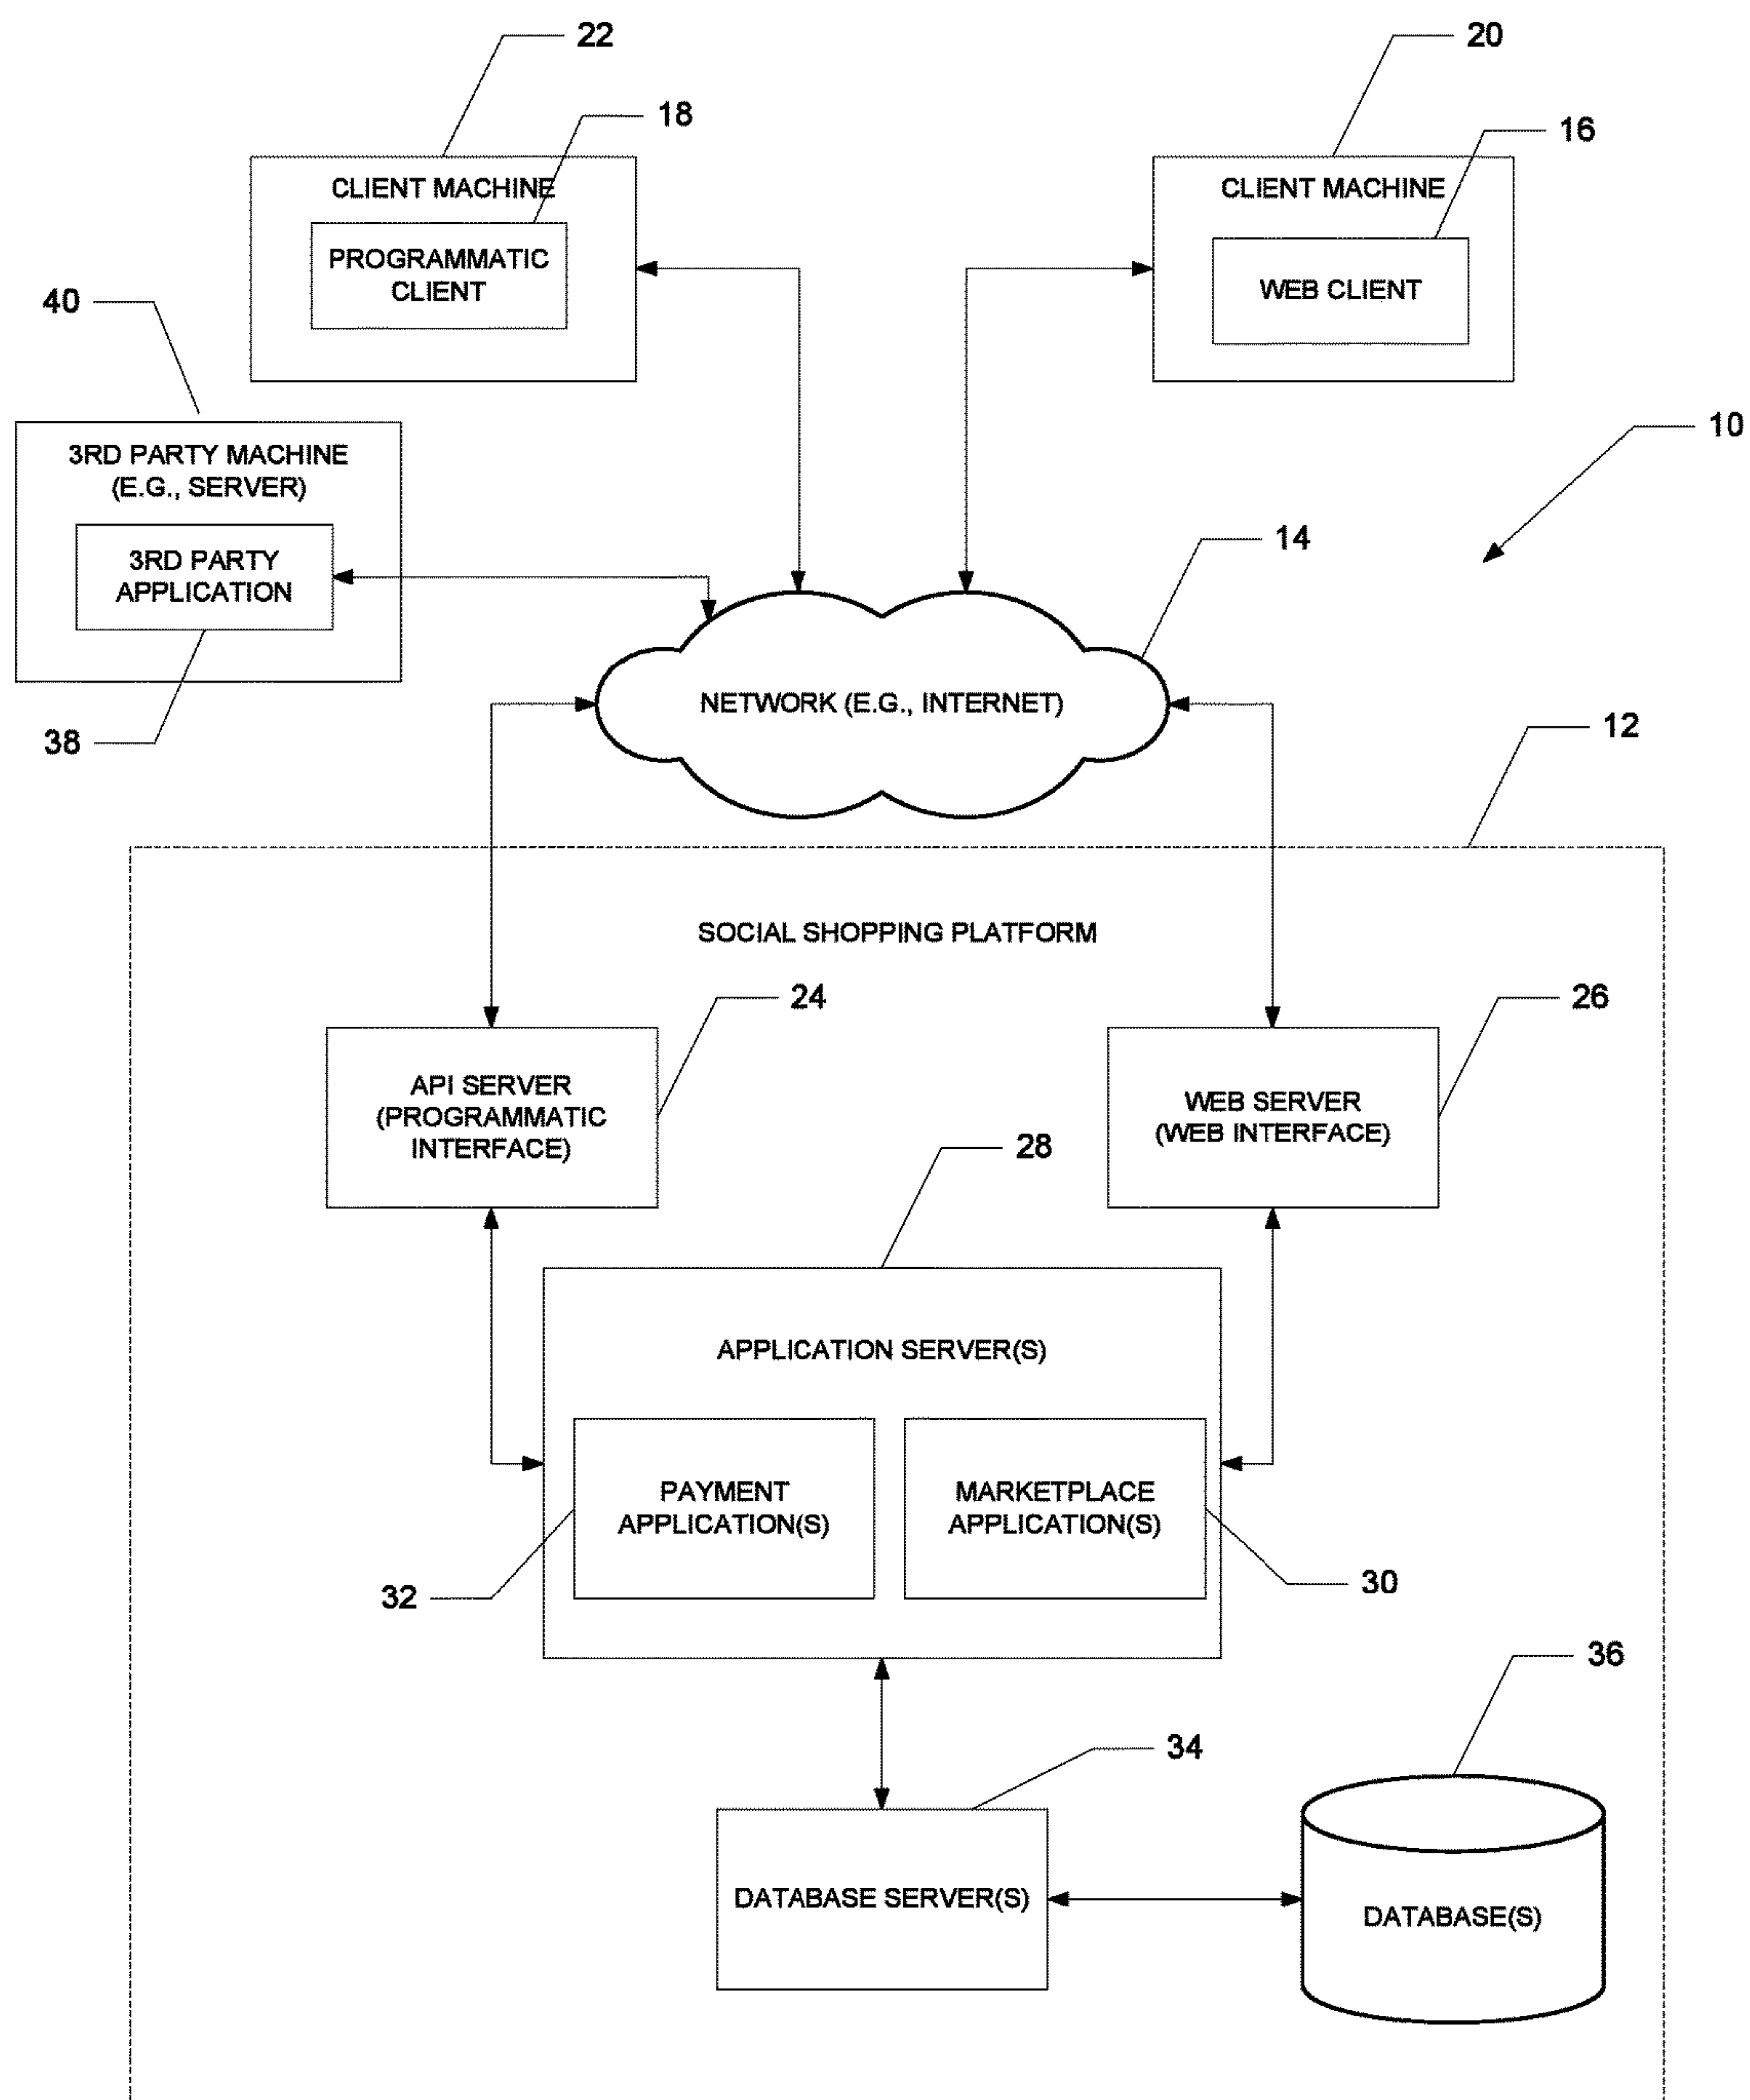 22
20
18
16
CLIENT MACHINE
CLIENT MACHINE
PROGRAMMATIC
CLIENT
WEB CLIENT
40
10
3RD PARTY MACHINE
(E.G., SERVER)
14
3RD PARTY
APPLICATION
NETWORK (E.G., INTERNET)
38
12
SOCIAL SHOPPING PLATFORM
24
26
API SERVER
(PROGRAMMATIC
INTERFACE)
WEB SERVER
(WEB INTERFACE)
28
APPLICATION SERVER(S)
PAYMENT
APPLICATION(S)
MARKETPLACE
APPLICATION(S)
32
30
36
34
DATABASE SERVER(S)
DATABASE(S)